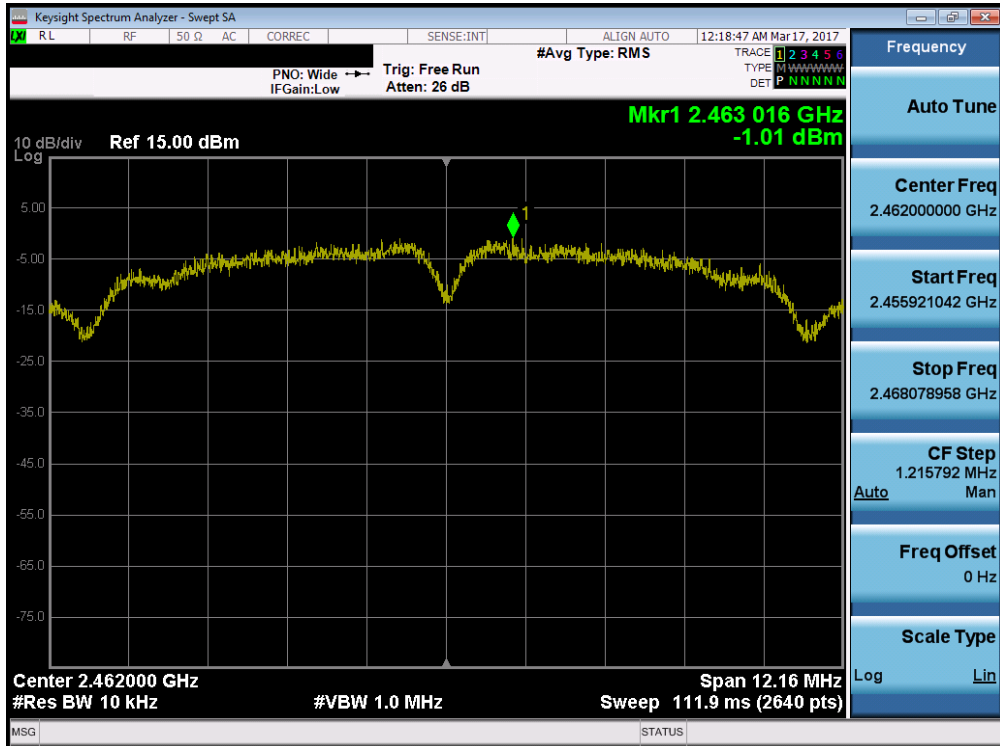 Keysight Spectrum Analyzer - Swept SA
LXI RL RF 50 Ω AC CORREC SENSE:INT ALIGN AUTO 12:18:47 AM Mar 17, 2017
Frequency
PNO: Wide
IFGain:Low
Trig: Free Run
Atten: 26 dB
#Avg Type: RMS
TRACE 1 2 3 4 5 6
TYPE M W W W W W
DET P N N N N N
Auto Tune
Mkr1 2.463 016 GHz
-1.01 dBm
10 dB/div
Log
Ref 15.00 dBm
5.00
-5.00
-15.0
-25.0
-35.0
-45.0
-55.0
-65.0
-75.0
1
Center 2.462000 GHz
Span 12.16 MHz
#Res BW 10 kHz
#VBW 1.0 MHz
Sweep 111.9 ms (2640 pts)
Center Freq
2.462000000 GHz
Start Freq
2.455921042 GHz
Stop Freq
2.468078958 GHz
CF Step
1.215792 MHz
Auto Man
Freq Offset
0 Hz
Scale Type
Log Lin
MSG
STATUS